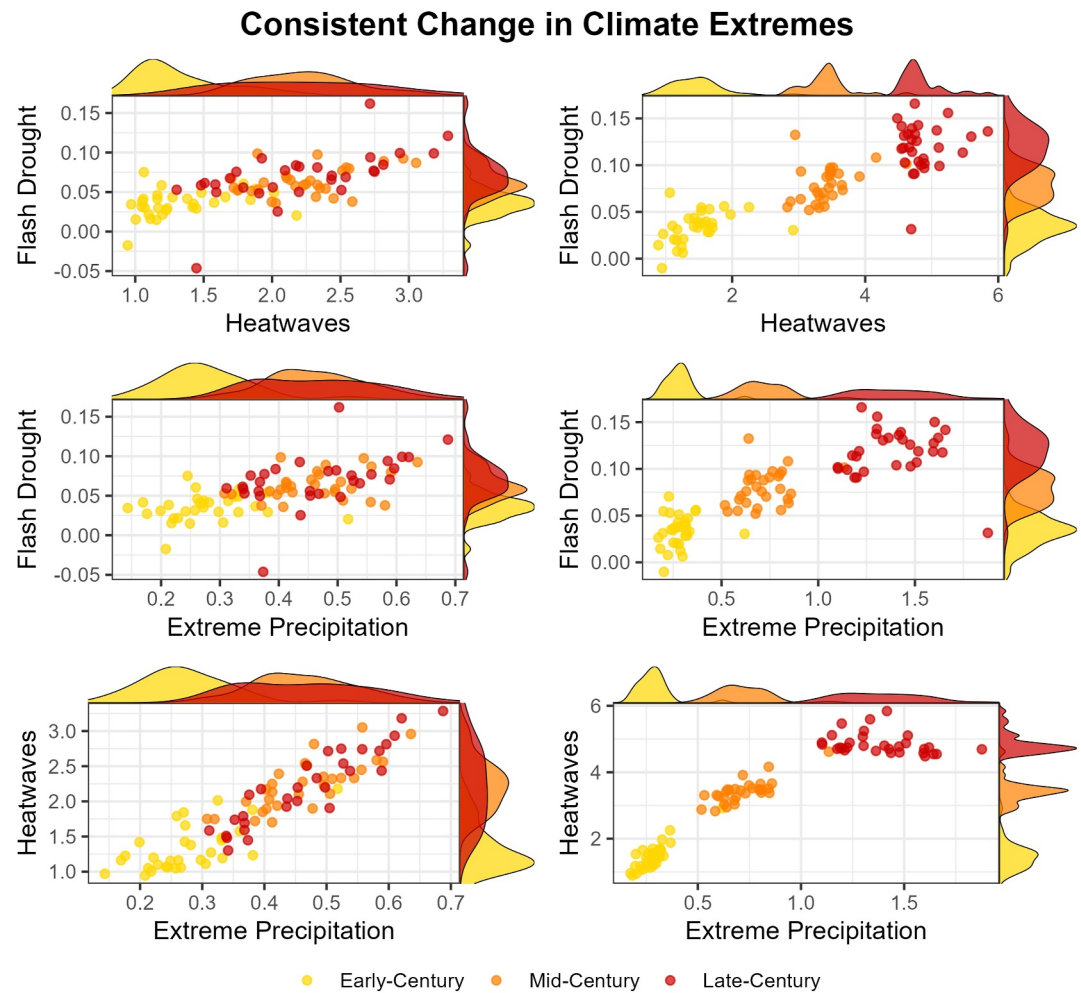 Consistent Change in Climate Extremes
Flash Drought
0.15
0.10
0.05
0.00
-0.05
1.0 1.5 2.0 2.5 3.0
Heatwaves
Flash Drought
0.15
0.10
0.05
0.00
2 4 6
Heatwaves
Flash Drought
0.15
0.10
0.05
0.00
-0.05
0.2 0.3 0.4 0.5 0.6 0.7
Extreme Precipitation
Flash Drought
0.15
0.10
0.05
0.00
0.5 1.0 1.5
Extreme Precipitation
Heatwaves
3.0
2.5
2.0
1.5
1.0
0.2 0.3 0.4 0.5 0.6 0.7
Extreme Precipitation
Heatwaves
6
4
2
0.5 1.0 1.5
Extreme Precipitation
Early-Century Mid-Century Late-Century